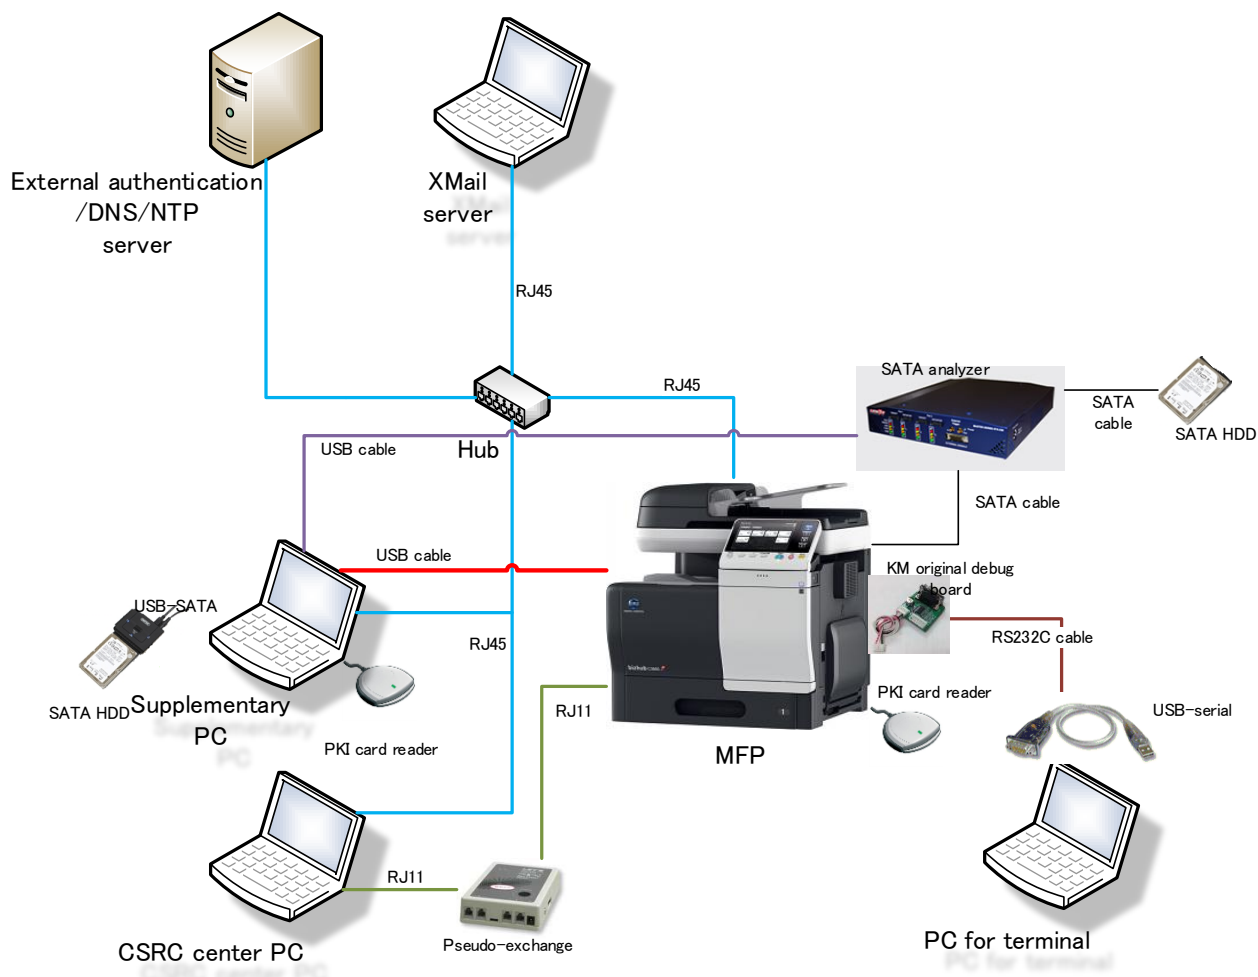 External authentication
/DNS/NTP
server
XMail
server
RJ45
RJ45
SATA analyzer
SATA
cable
SATA HDD
USB cable
Hub
SATA cable
USB cable
KM original debug
board
USB-SATA
RJ45
RS232C cable
SATA HDD
Supplementary
PC
PKI card reader
RJ11
MFP
PKI card reader
USB-serial
RJ11
Pseudo-exchange
CSRC center PC
PC for terminal